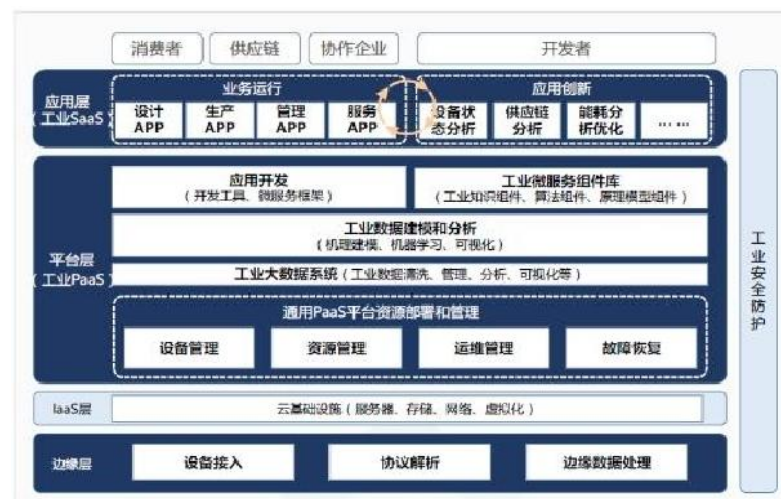 消费者 供应链 协作企业 开发者
应用层
（工业SaaS）
业务运行
设计
APP
生产
APP
管理
APP
服务
APP
应用创新
设备状
态分析
供应链
分析
能耗分
析优化
... ...
平台层
（工业PaaS）
应用开发
（开发工具、微服务框架）
工业微服务组件库
（工业知识组件、算法组件、原理模型组件）
工业数据建模和分析
（机理建模、机器学习、可视化）
工业大数据系统（工业数据清洗、管理、分析、可视化等）
通用PaaS平台资源部署和管理
设备管理 资源管理 运维管理 故障恢复
IaaS层
云基础设施（服务器、存储、网络、虚拟化）
边缘层
设备接入 协议解析 边缘数据处理
工业安全防护